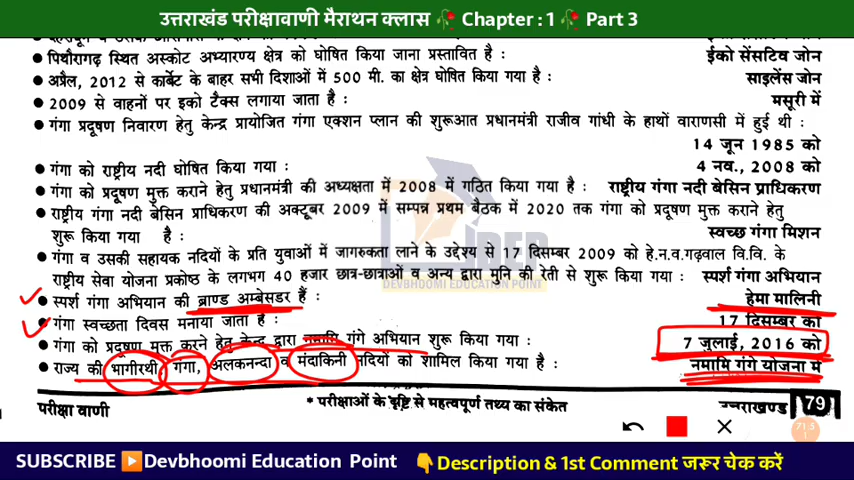 उत्तराखंड परीक्षावाणी मैराथन क्लास 🥀 Chapter : 1🥀 Part 3
● पिथौरागढ़ स्थित अस्कोट अभ्यारण्य क्षेत्र को घोषित किया जाना प्रस्तावित है : ईको सेंसटिव जोन
● अप्रैल, 2012 से कार्बेट के बाहर सभी दिशाओं में 500 मी. का क्षेत्र घोषित किया गया है : साइलेंस जोन
● 2009 से वाहनों पर इको टैक्स लगाया जाता है : मसूरी में
● गंगा प्रदूषण निवारण हेतु केन्द्र प्रायोजित गंगा एक्शन प्लान की शुरूआत प्रधानमंत्री राजीव गांधी के हाथों वाराणसी में हुई थी :
14 जून 1985 को
● गंगा को राष्ट्रीय नदी घोषित किया गया : 4 नव., 2008 को
● गंगा को प्रदूषण मुक्त कराने हेतु प्रधानमंत्री की अध्यक्षता में 2008 में गठित किया गया है : राष्ट्रीय गंगा नदी बेसिन प्राधिकरण
● राष्ट्रीय गंगा नदी बेसिन प्राधिकरण की अक्टूबर 2009 में सम्पन्न प्रथम बैठक में 2020 तक गंगा को प्रदूषण मुक्त कराने हेतु
शुरू किया गया है : स्वच्छ गंगा मिशन
● गंगा व उसकी सहायक नदियों के प्रति युवाओं में जागरुकता लाने के उद्देश्य से 17 दिसम्बर 2009 को हे.न.ब.गढ़वाल वि.वि. के
राष्ट्रीय सेवा योजना प्रकोष्ठ के लगभग 40 हजार छात्र-छात्राओं व अन्य द्वारा मुनि की रेती से शुरू किया गया : स्पर्श गंगा अभियान
● स्पर्श गंगा अभियान की ब्राण्ड अम्बेसडर हैं : हेमा मालिनी
● गंगा स्वच्छता दिवस मनाया जाता है : 17 दिसम्बर को
● गंगा को प्रदूषण मुक्त करने हेतु केन्द्र द्वारा नमामि गंगे अभियान शुरू किया गया : 7 जुलाई, 2016 को
● राज्य की भागीरथी गंगा, अलकनन्दा व मंदाकिनी नदियों को शामिल किया गया है : नमामि गंगे योजना में
परीक्षा वाणी * परीक्षाओं के दृष्टि से महत्वपूर्ण तथ्य का संकेत उत्तराखण्ड 79
DEVBHOOMI EDUCATION POINT
SUBSCRIBE ▶️Devbhoomi Education Point 👇Description & 1st Comment जरूर चेक करें